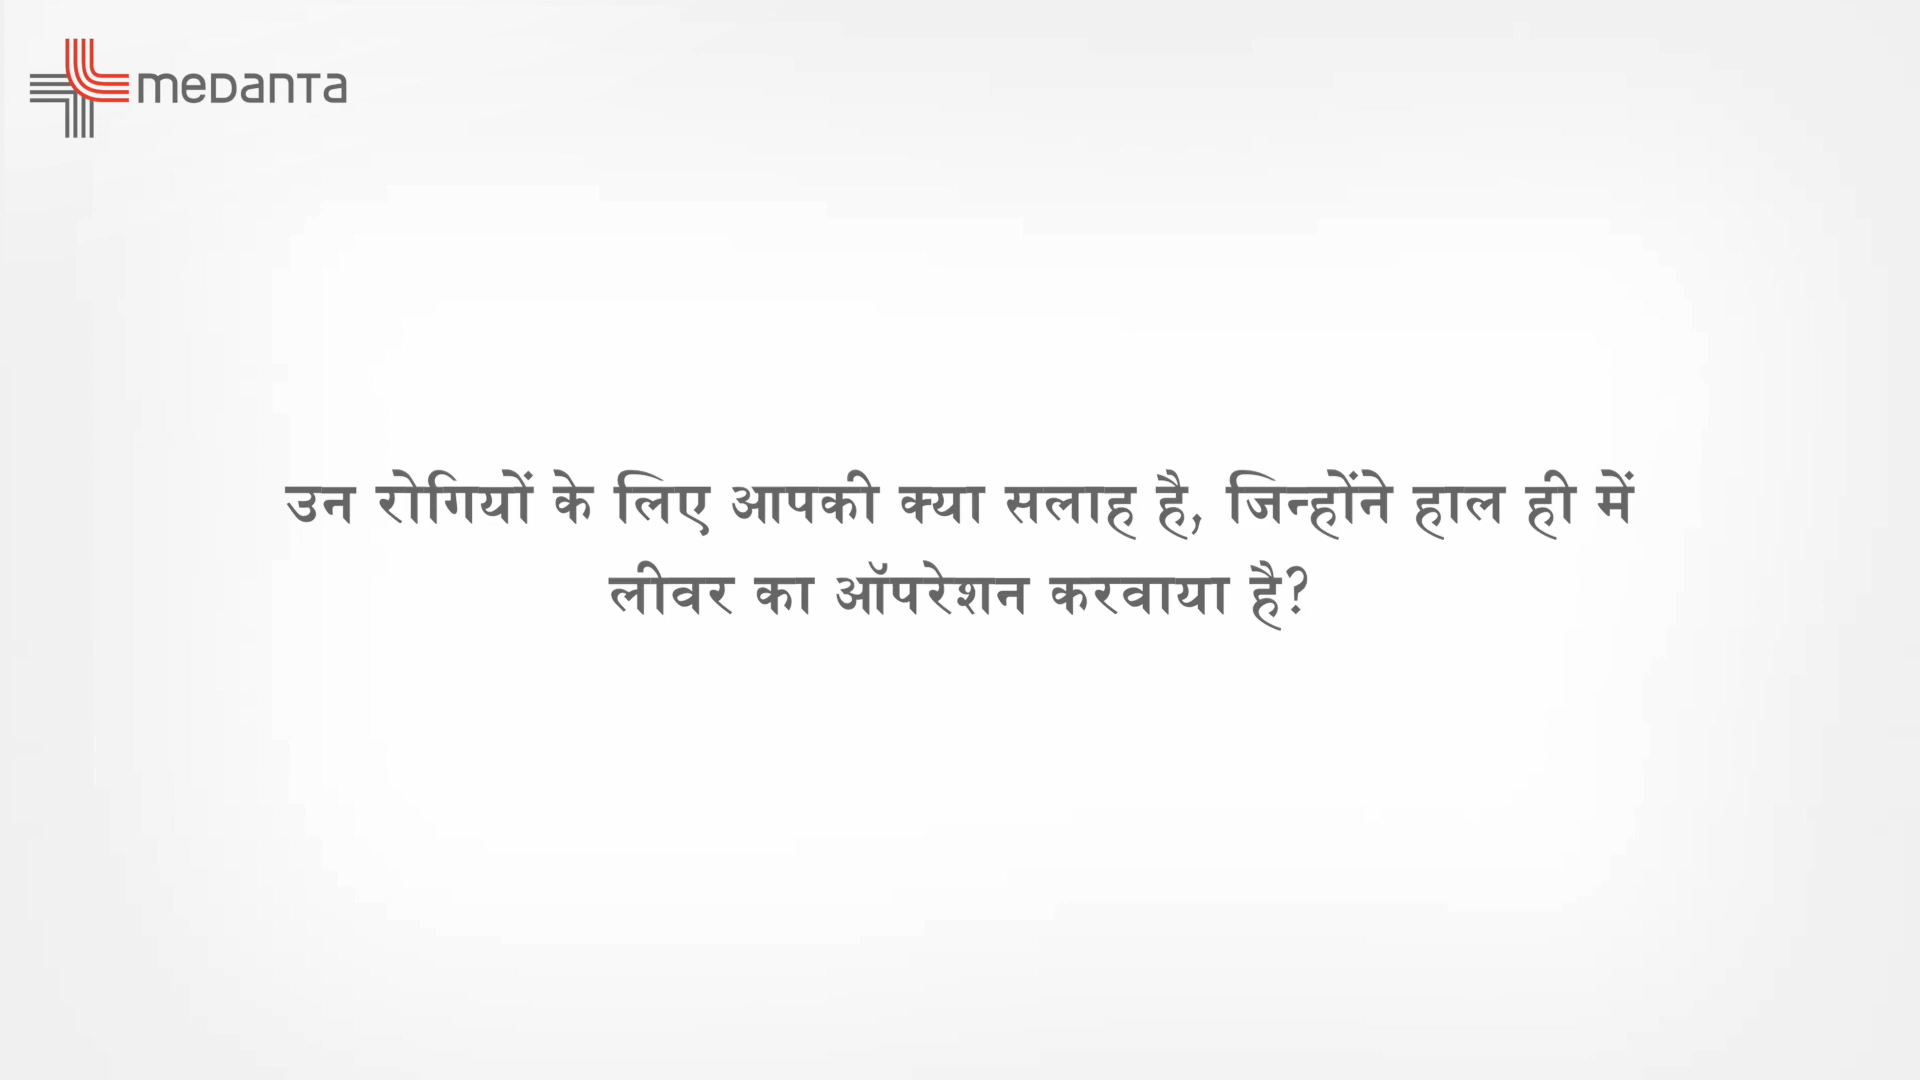 medanta
उन रोगियों के लिए आपकी क्या सलाह है, जिन्होंने हाल ही में
लीवर का ऑपरेशन करवाया है?